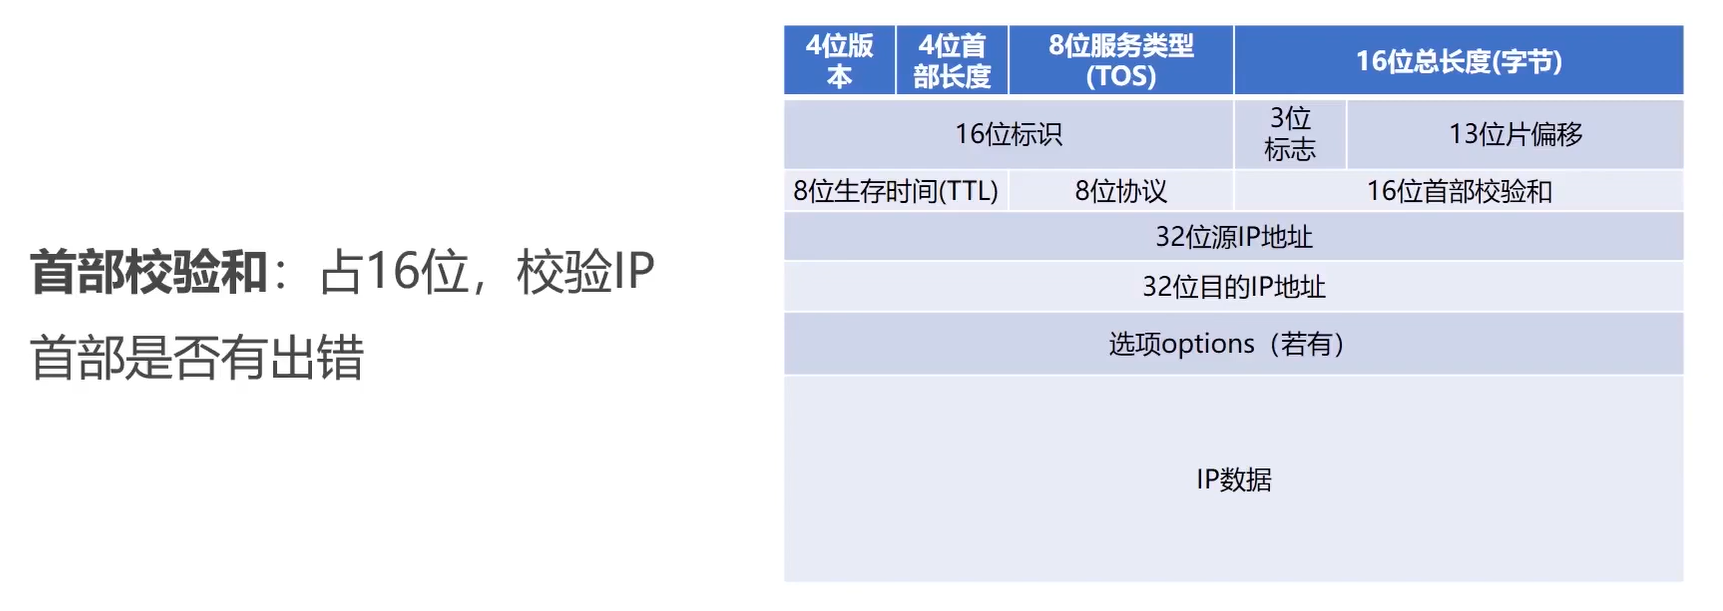 首部校验和：占16位，校验IP
首部是否有出错
4位版
本
4位首
部长度
8位服务类型
(TOS)
16位总长度(字节)
16位标识
3位
标志
13位片偏移
8位生存时间(TTL)
8位协议
16位首部校验和
32位源IP地址
32位目的IP地址
选项options（若有）
IP数据